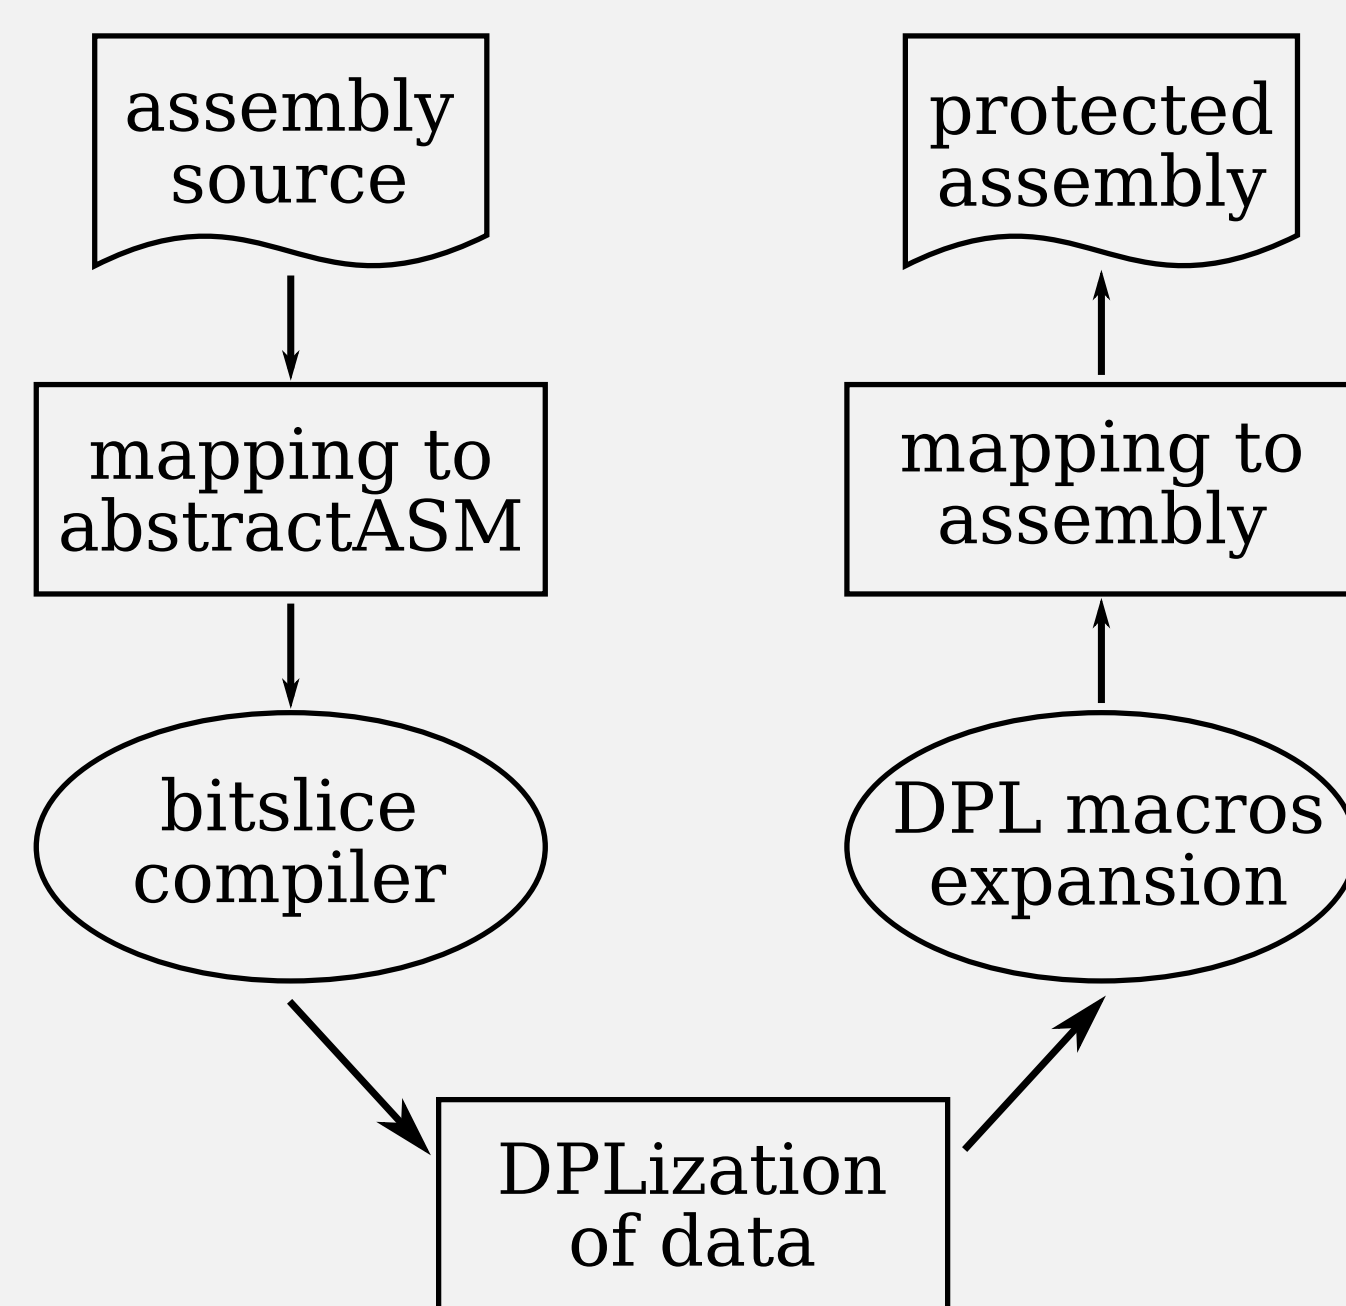 assembly
source
mapping to
abstractASM
bitslice
compiler
DPLization
of data
DPL macros
expansion
mapping to
assembly
protected
assembly